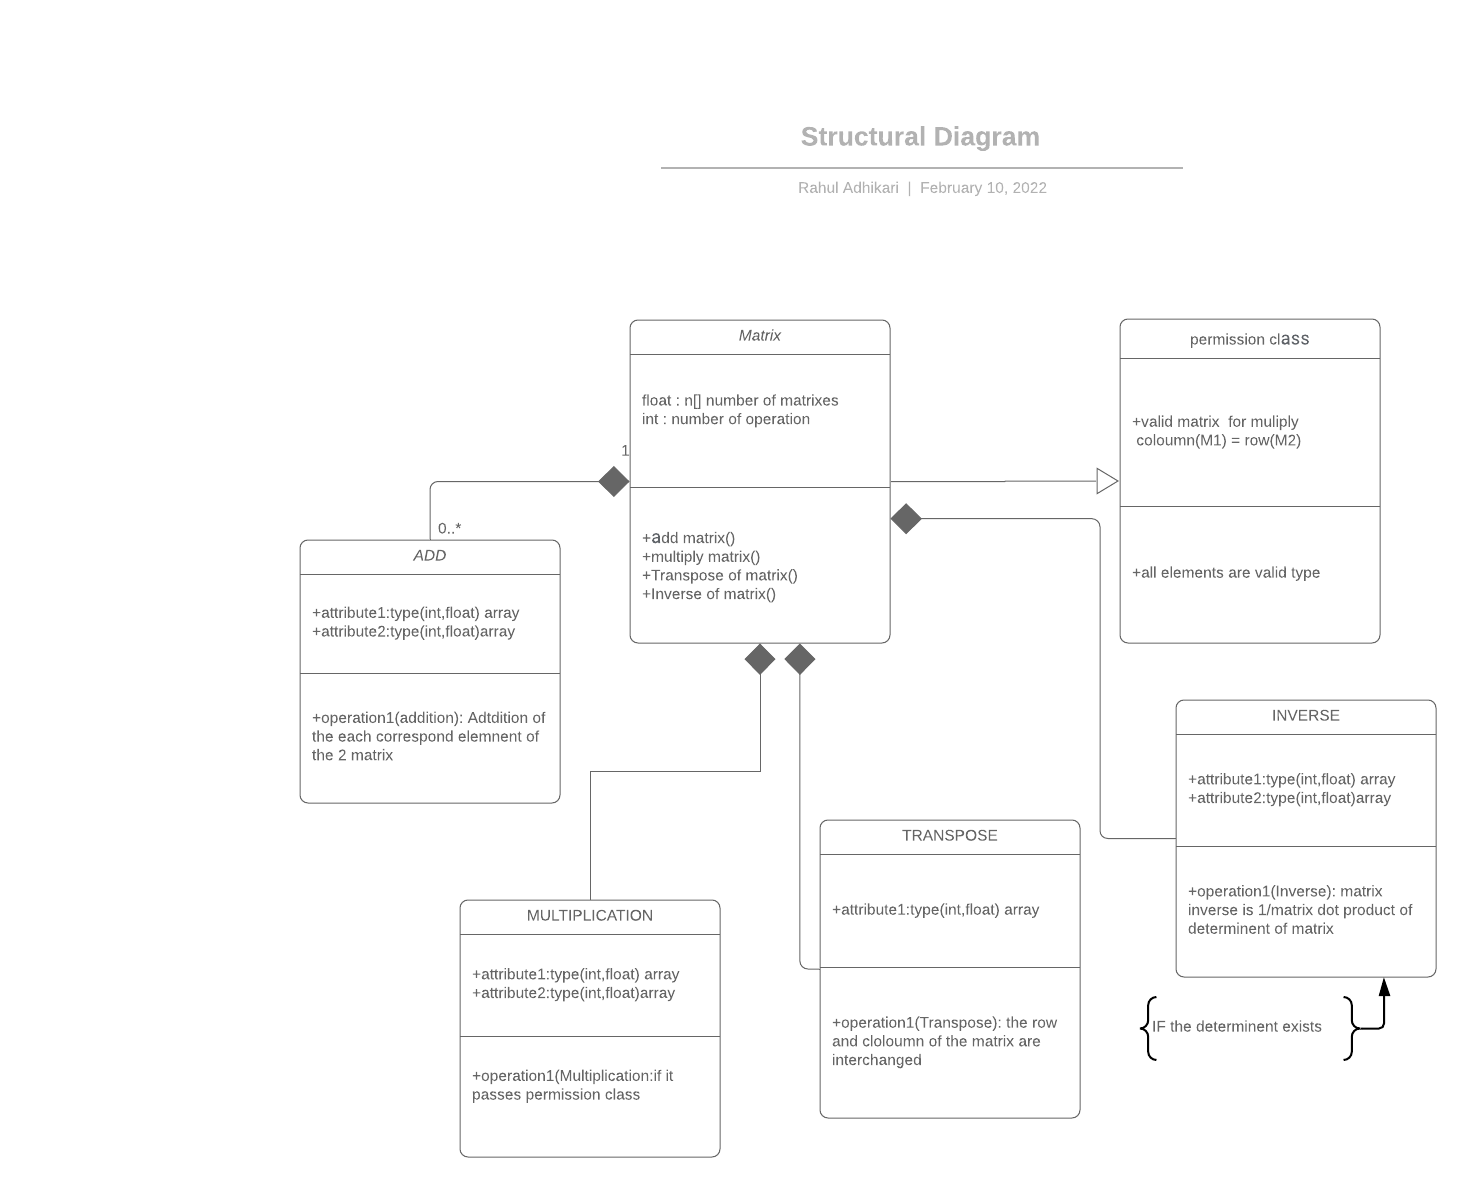 Structural Diagram
Rahul Adhikari | February 10, 2022
Matrix
float : n[] number of matrixes
int : number of operation
+add matrix()
+multiply matrix()
+Transpose of matrix()
+Inverse of matrix()
permission class
+valid matrix  for muliply
coloumn(M1) = row(M2)
+all elements are valid type
1
0..*
ADD
+attribute1:type(int,float) array
+attribute2:type(int,float)array
+operation1(addition): Adtdition of
the each correspond elemnent of
the 2 matrix
INVERSE
+attribute1:type(int,float) array
+attribute2:type(int,float)array
+operation1(Inverse): matrix
inverse is 1/matrix dot product of
determinent of matrix
IF the determinent exists
TRANSPOSE
+attribute1:type(int,float) array
+operation1(Transpose): the row
and cloloumn of the matrix are
interchanged
MULTIPLICATION
+attribute1:type(int,float) array
+attribute2:type(int,float)array
+operation1(Multiplication:if it
passes permission class